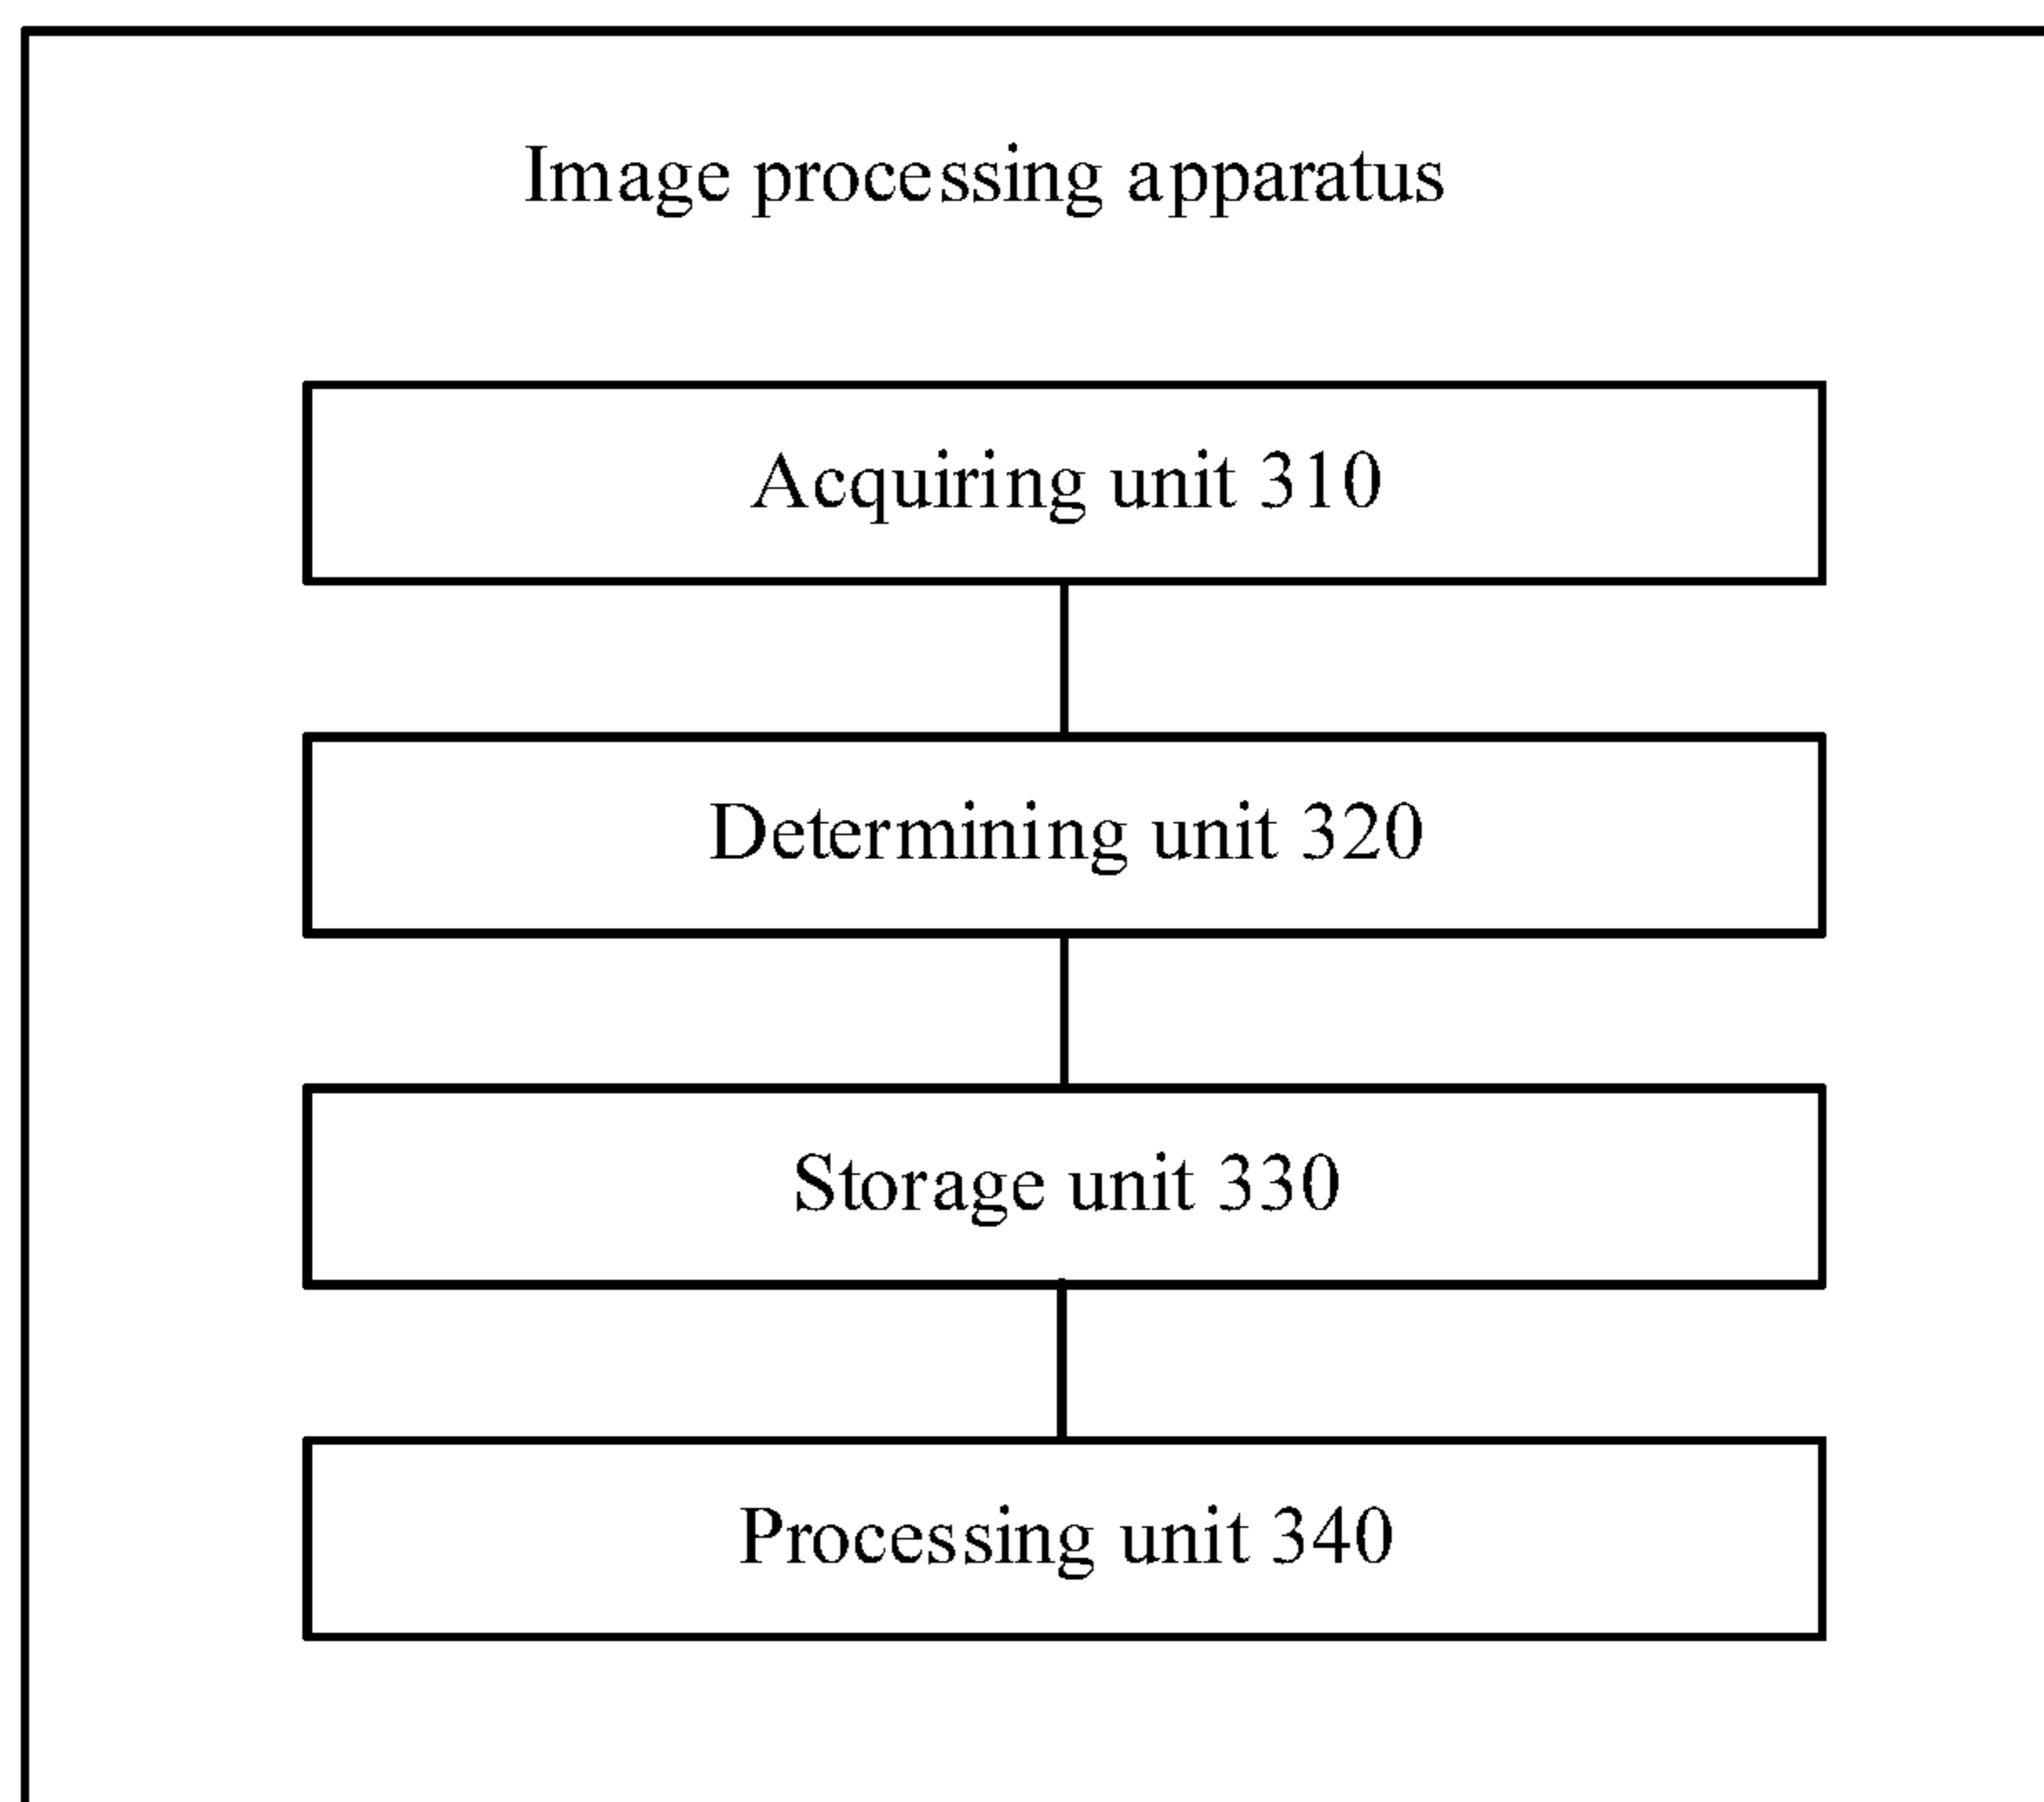 Image processing apparatus
Acquiring unit 310
Determining unit 320
Storage unit 330
Processing unit 340